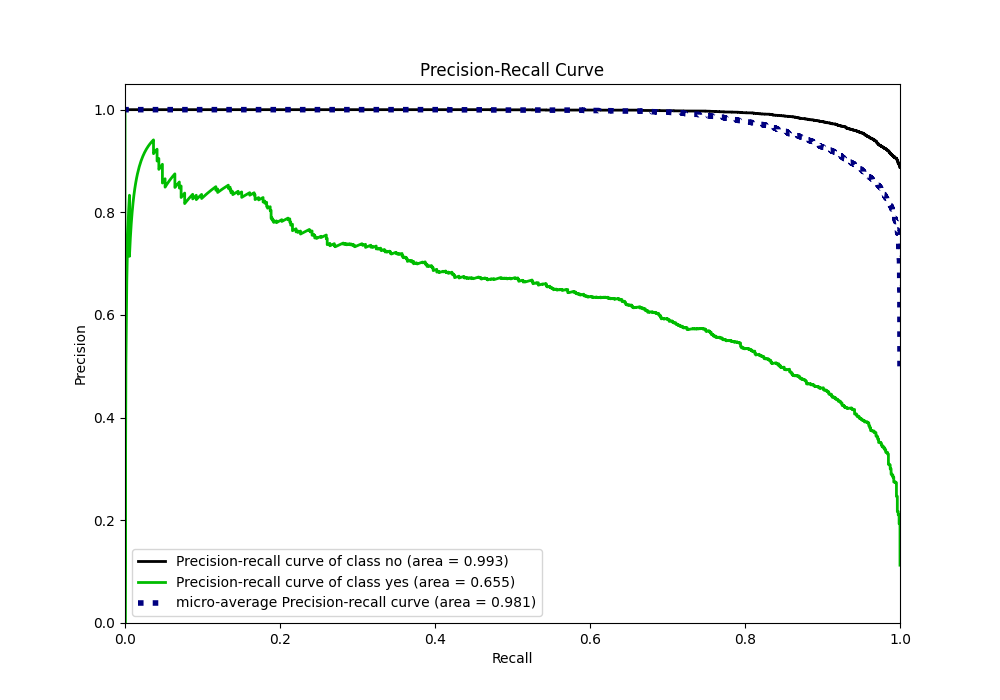 Precision-Recall Curve
1.0
0.8
0.6
0.4
0.2
0.0
Precision
Precision-recall curve of class no (area = 0.993)
Precision-recall curve of class yes (area = 0.655)
micro-average Precision-recall curve (area = 0.981)
0.0 0.2 0.4 0.6 0.8 1.0
Recall